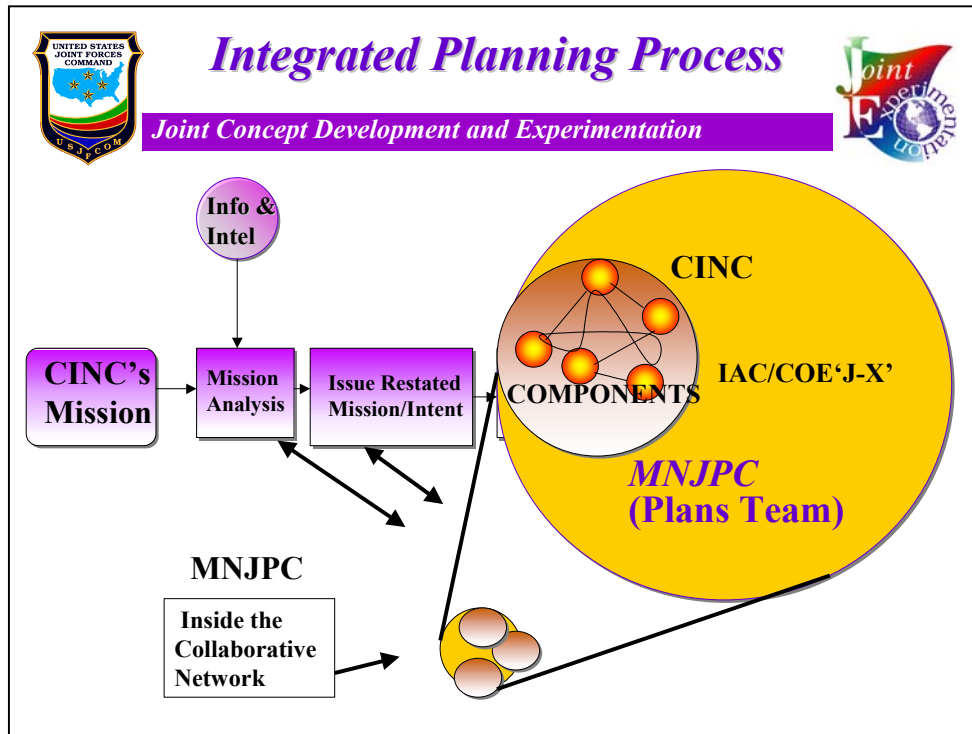 UNITED STATES
JOINT FORCES
COMMAND
USJFCOM
Integrated Planning Process
Joint
Experimentation
Joint Concept Development and Experimentation
Info &
Intel
CINC
CINC's
Mission
Mission
Analysis
Issue Restated
Mission/Intent
COMPONENTS
IAC/COE‘J-X’
MNJPC
(Plans Team)
MNJPC
Inside the
Collaborative
Network